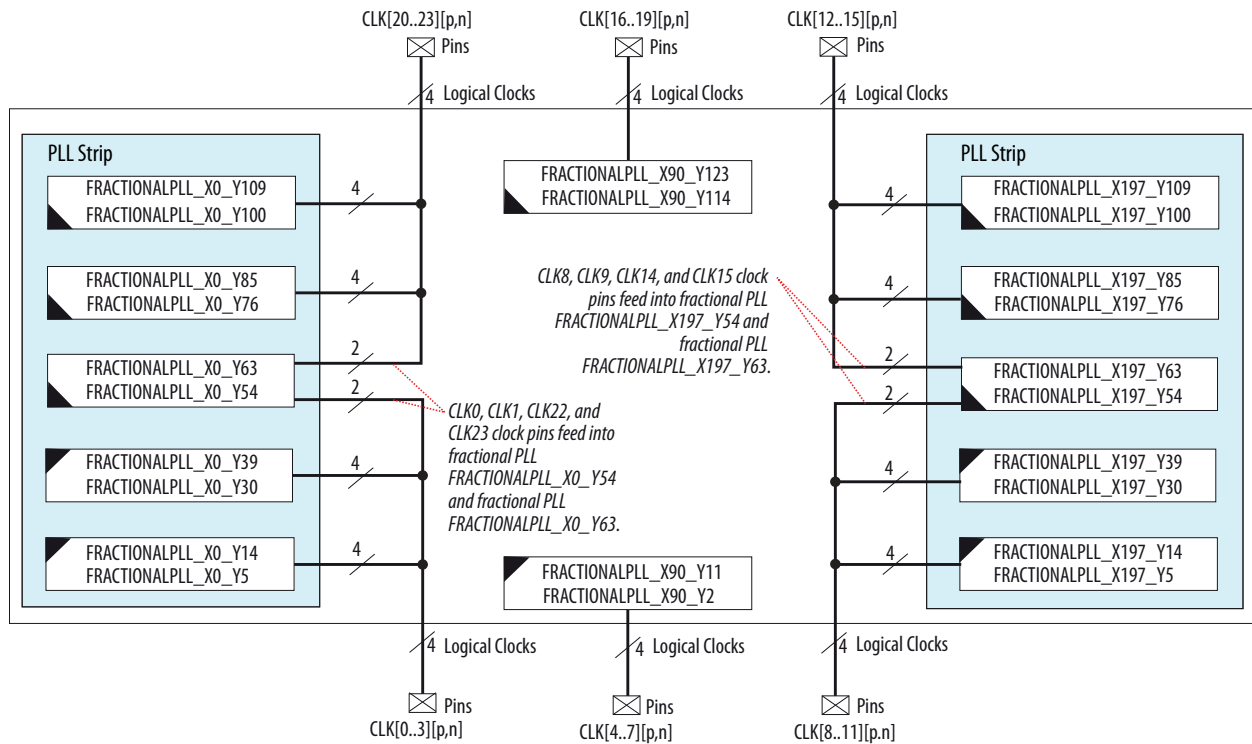 CLK[20..23][p,n]
Pins
4 Logical Clocks
CLK[16..19][p,n]
Pins
4 Logical Clocks
CLK[12..15][p,n]
Pins
4 Logical Clocks
PLL Strip
FRACTIONALPLL_X0_Y109
FRACTIONALPLL_X0_Y100
4
FRACTIONALPLL_X0_Y85
FRACTIONALPLL_X0_Y76
4
FRACTIONALPLL_X0_Y63
FRACTIONALPLL_X0_Y54
2
2
FRACTIONALPLL_X0_Y39
FRACTIONALPLL_X0_Y30
4
FRACTIONALPLL_X0_Y14
FRACTIONALPLL_X0_Y5
4
FRACTIONALPLL_X90_Y123
FRACTIONALPLL_X90_Y114
CLK8, CLK9, CLK14, and CLK15 clock
pins feed into fractional PLL
FRACTIONALPLL_X197_Y54 and
fractional PLL
FRACTIONALPLL_X197_Y63.
CLK0, CLK1, CLK22, and
CLK23 clock pins feed into
fractional PLL
FRACTIONALPLL_X0_Y54
and fractional PLL
FRACTIONALPLL_X0_Y63.
FRACTIONALPLL_X90_Y11
FRACTIONALPLL_X90_Y2
PLL Strip
4
FRACTIONALPLL_X197_Y109
FRACTIONALPLL_X197_Y100
4
FRACTIONALPLL_X197_Y85
FRACTIONALPLL_X197_Y76
2
2
FRACTIONALPLL_X197_Y63
FRACTIONALPLL_X197_Y54
4
FRACTIONALPLL_X197_Y39
FRACTIONALPLL_X197_Y30
4
FRACTIONALPLL_X197_Y14
FRACTIONALPLL_X197_Y5
4 Logical Clocks
Pins
CLK[0..3][p,n]
4 Logical Clocks
Pins
CLK[4..7][p,n]
4 Logical Clocks
Pins
CLK[8..11][p.n]